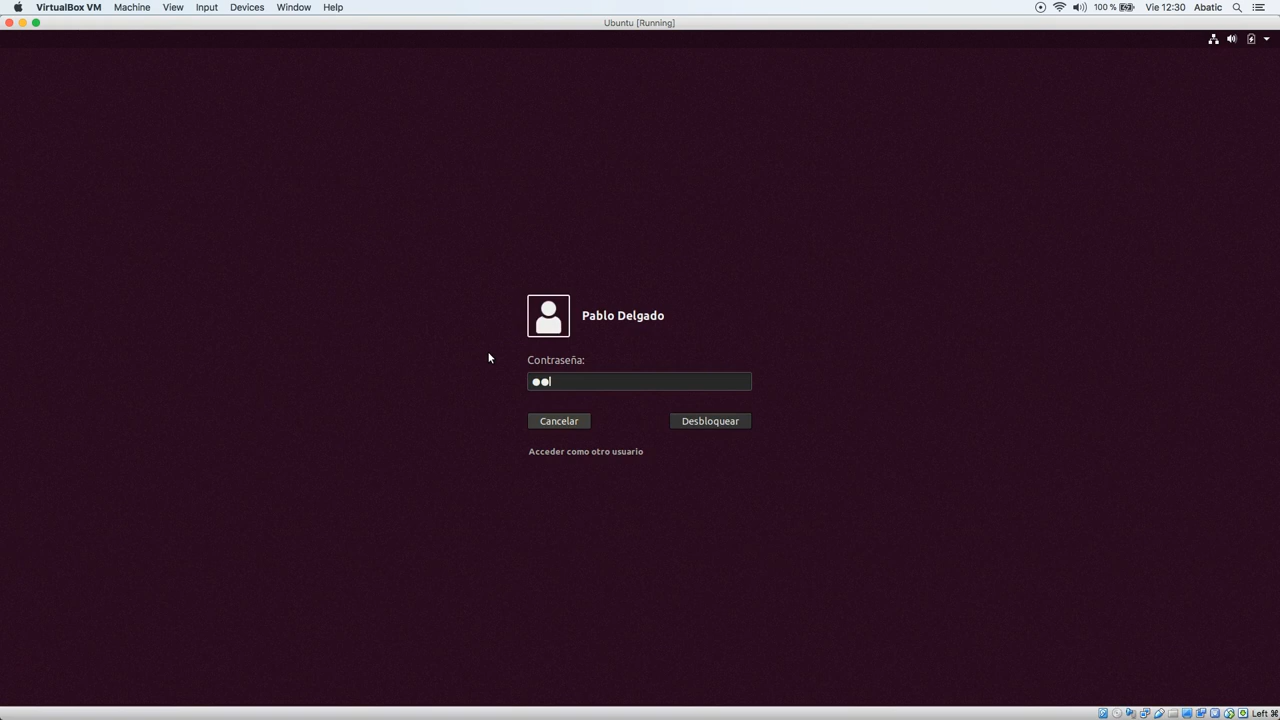 VirtualBox VM Machine View Input Devices Window Help 100 % Vie 12:30 Abatic
Ubuntu [Running]
Pablo Delgado
Contraseña:
Cancelar Desbloquear
Acceder como otro usuario
Left ⌘